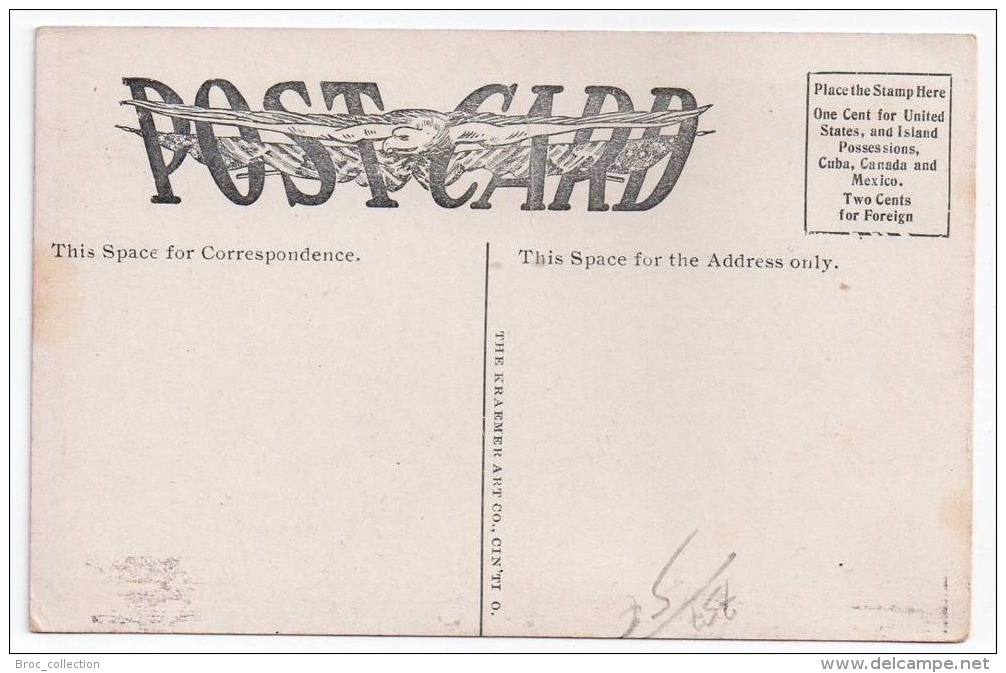 POST CARD
Place the Stamp Here
One Cent for United
States, and Island
Possessions,
Cuba, Canada and
Mexico.
Two Cents
for Foreign
This Space for Correspondence.
This Space for the Address only.
THE KRAEMER ART CO., CIN'TI O.
Broc_collection
www.delcampe.net